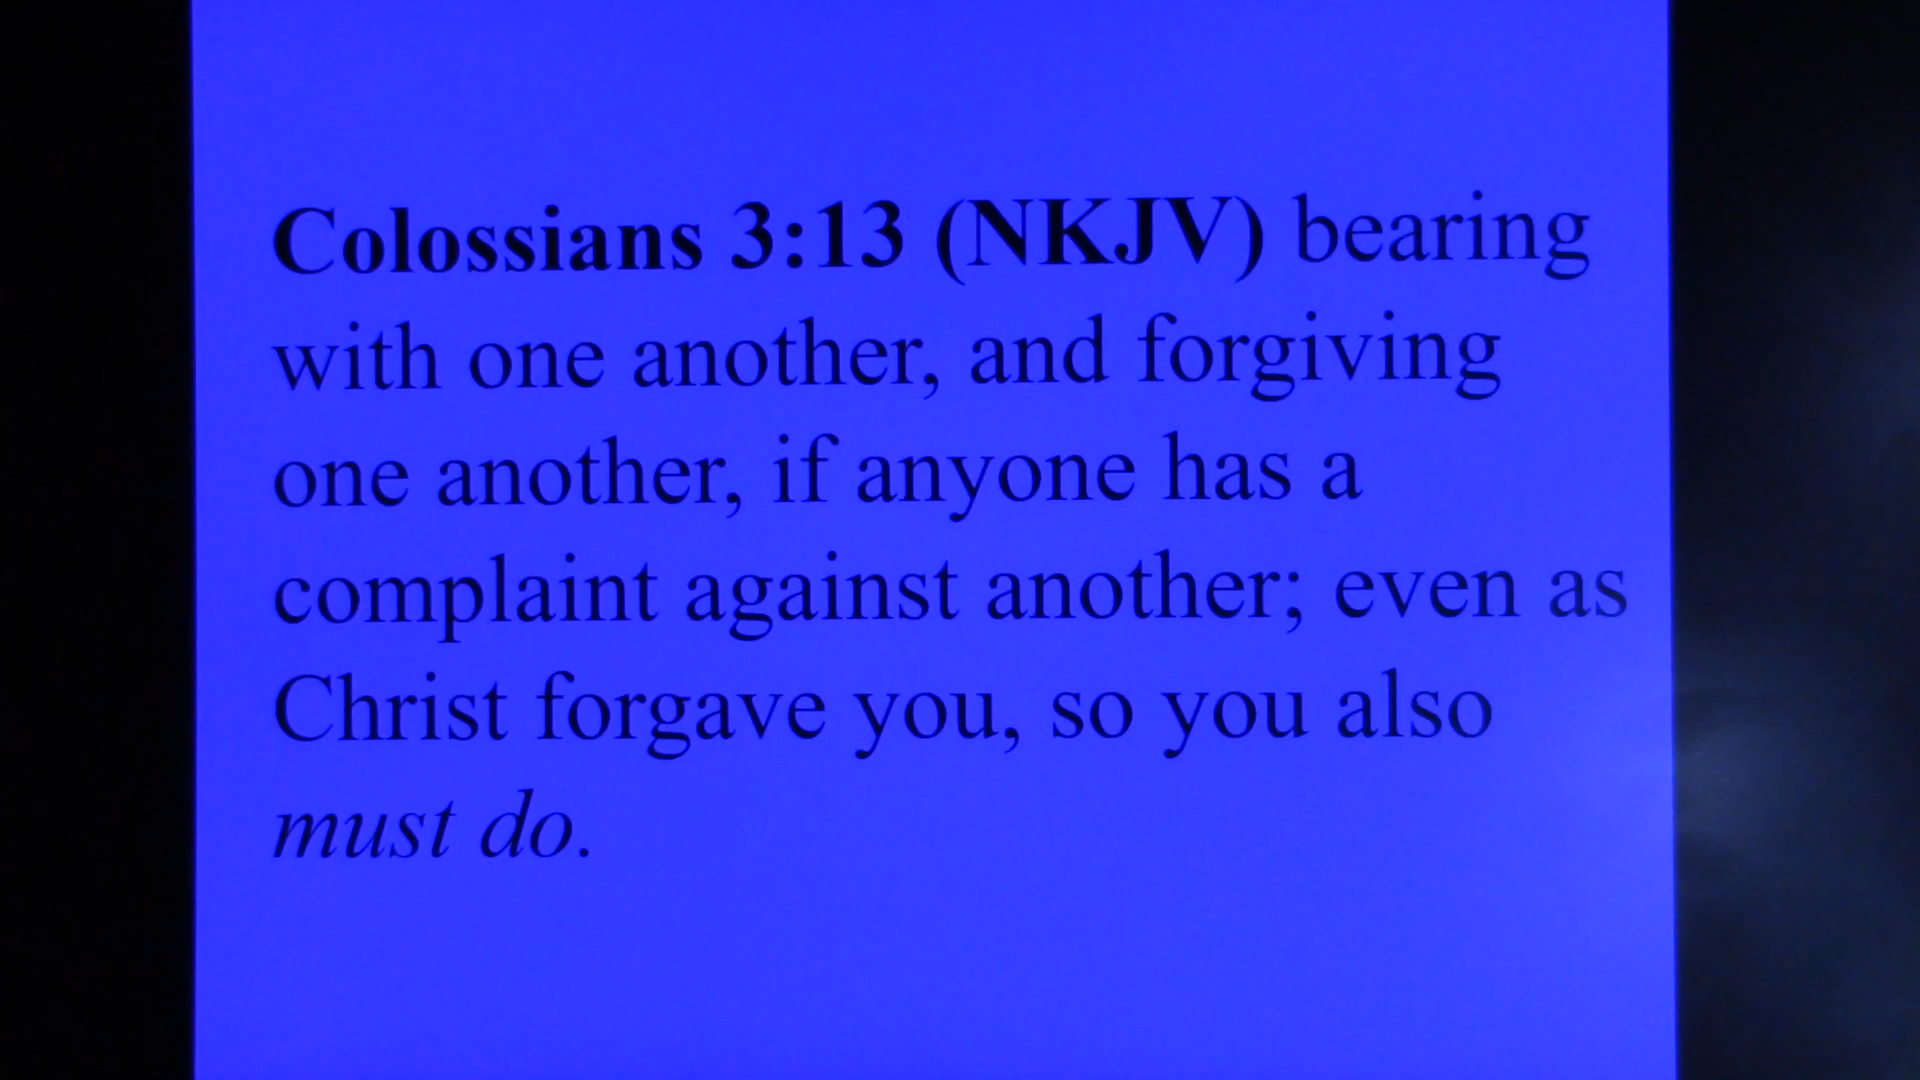 Colossians 3:13 (NKJV) bearing
with one another, and forgiving
one another, if anyone has a
complaint against another; even as
Christ forgave you, so you also
must do.